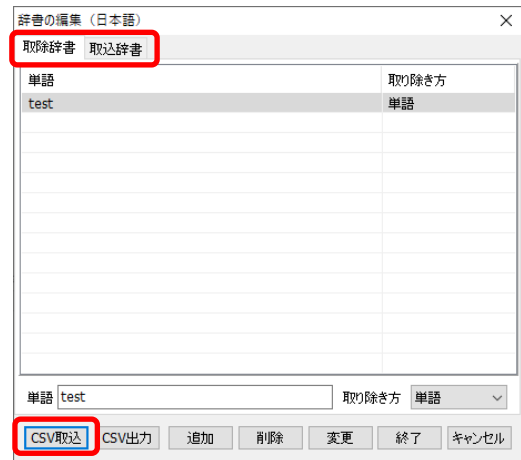 辞書の編集（日本語）
取除辞書 取込辞書
単語 取り除き方
test 単語
単語 test 取り除き方 単語
CSV取込 CSV出力 追加 削除 変更 終了 キャンセル